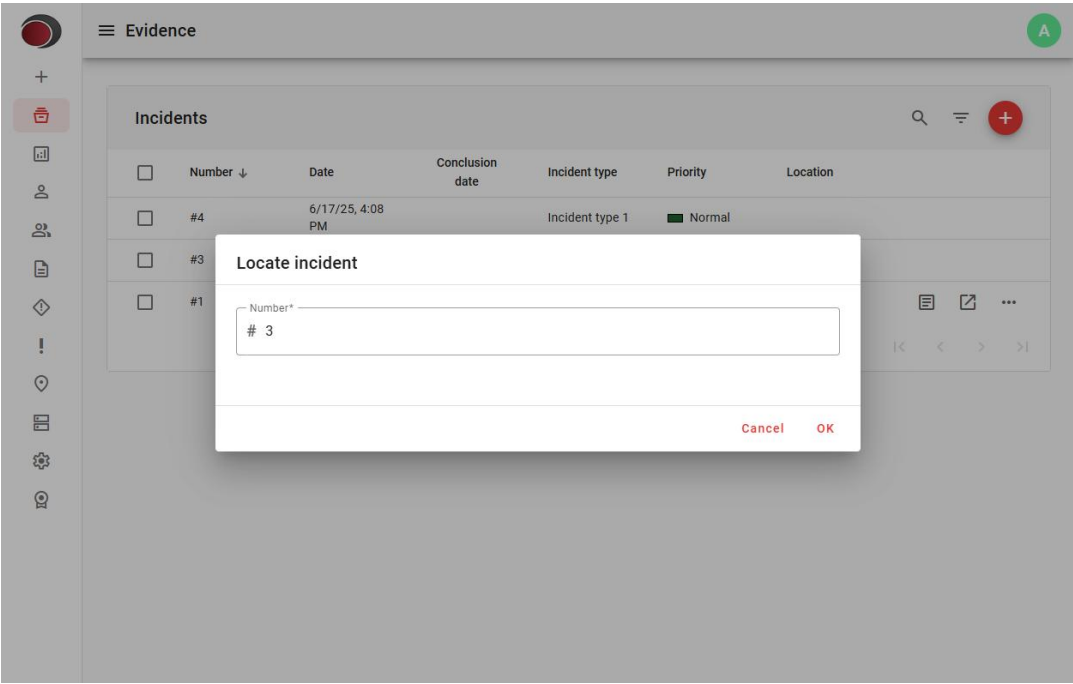 Evidence
A
Incidents
Number ↓ Date Conclusion date Incident type Priority Location
#4 6/17/25, 4:08 PM Incident type 1 Normal
#3
#1
Locate incident
Number*
# 3
Cancel OK